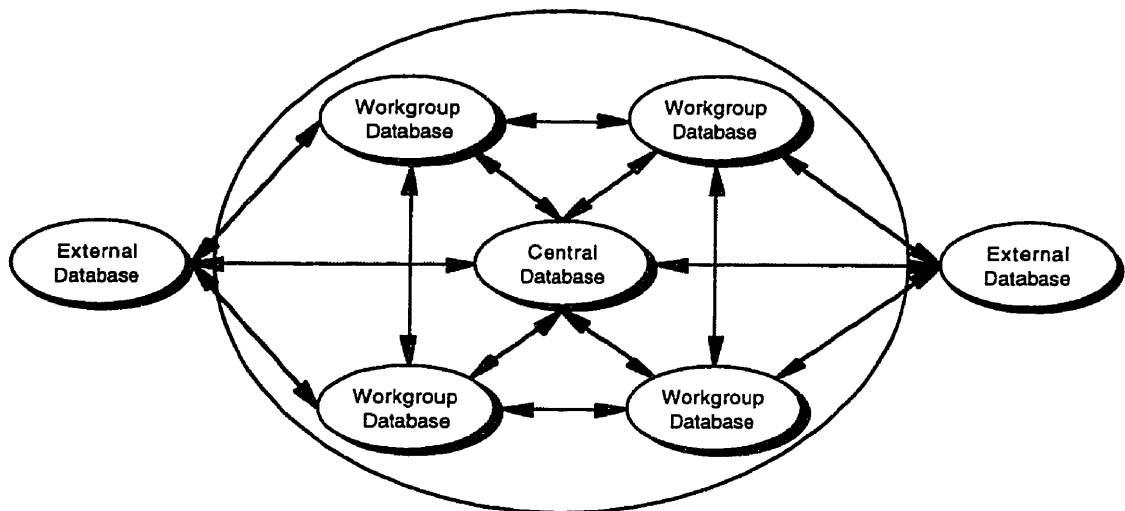 Workgroup
Database
Workgroup
Database
External
Database
Central
Database
External
Database
Workgroup
Database
Workgroup
Database